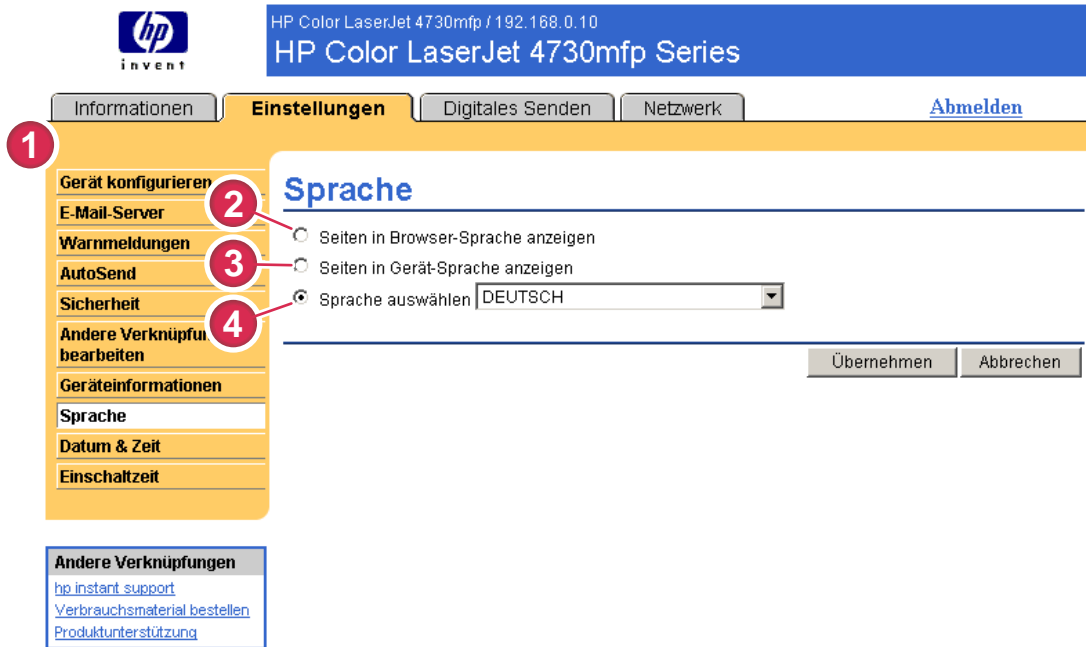 hp
invent
HP Color LaserJet 4730mfp / 192.168.0.10
HP Color LaserJet 4730mfp Series
Informationen
Einstellungen
Digitales Senden
Netzwerk
Abmelden
1
Gerät konfigurieren
E-Mail-Server
Warnmeldungen
AutoSend
Sicherheit
Andere
bearbeiten
Geräteinformationen
Sprache
Datum & Zeit
Einschaltzeit
Sprache
2
Seiten in Browser-Sprache anzeigen
3
Seiten in Gerät-Sprache anzeigen
4
Sprache auswählen DEUTSCH
Übernehmen
Abbrechen
Andere Verknüpfungen
hp instant support
Verbrauchsmaterial bestellen
Produktunterstützung